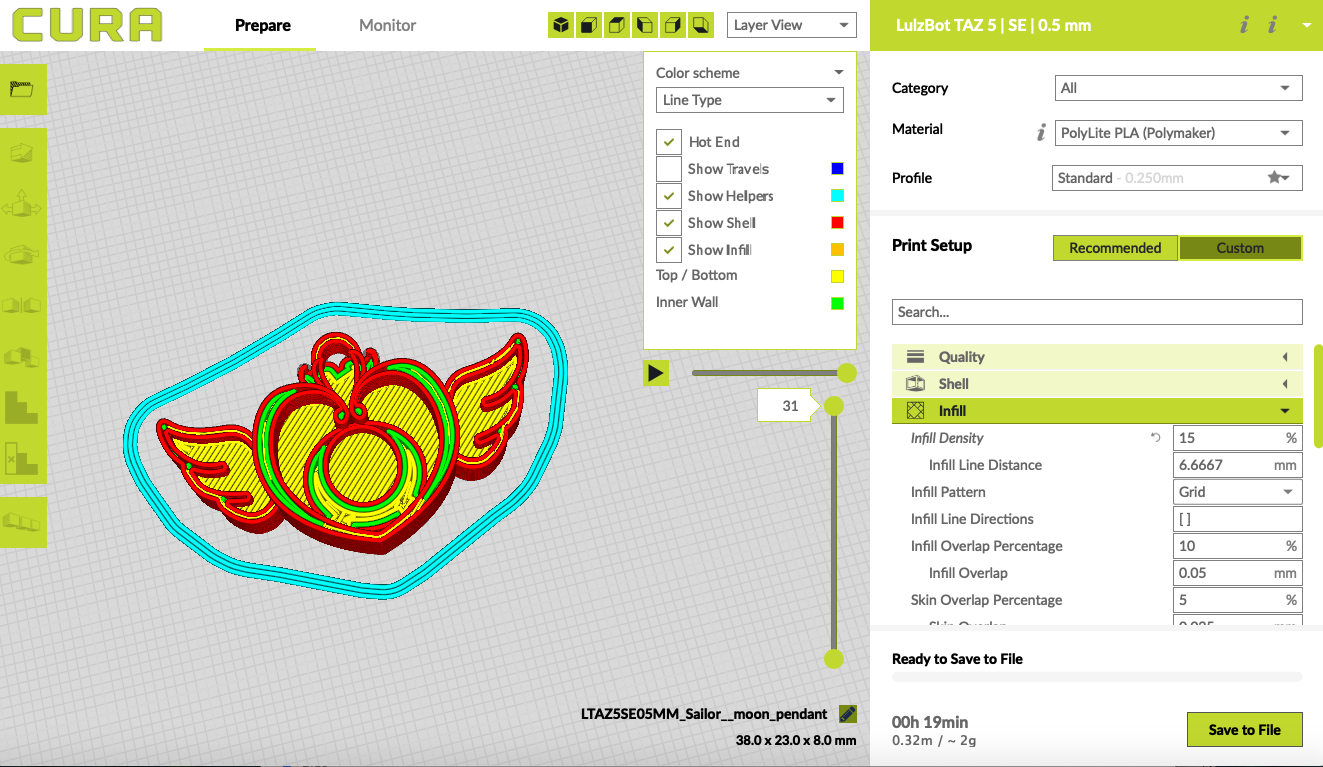 CURA
Prepare
Monitor
Layer View
LulzBot TAZ 5 | SE | 0.5 mm
i i
Color scheme
Line Type
Hot End
Show Travels
Show Helpers
Show Shell
Show Infill
Top / Bottom
Inner Wall
31
LTAZ5SE05MM_Sailor__moon_pendant
38.0 x 23.0 x 8.0 mm
Category
All
Material
i
PolyLite PLA (Polymaker)
Profile
Standard - 0.250mm
Print Setup
Recommended
Custom
Search...
Quality
Shell
Infill
Infill Density 15 %
Infill Line Distance 6.6667 mm
Infill Pattern Grid
Infill Line Directions [ ]
Infill Overlap Percentage 10 %
Infill Overlap 0.05 mm
Skin Overlap Percentage 5 %
Skin Overlap 0.025 mm
Ready to Save to File
00h 19min
0.32m / ~ 2g
Save to File